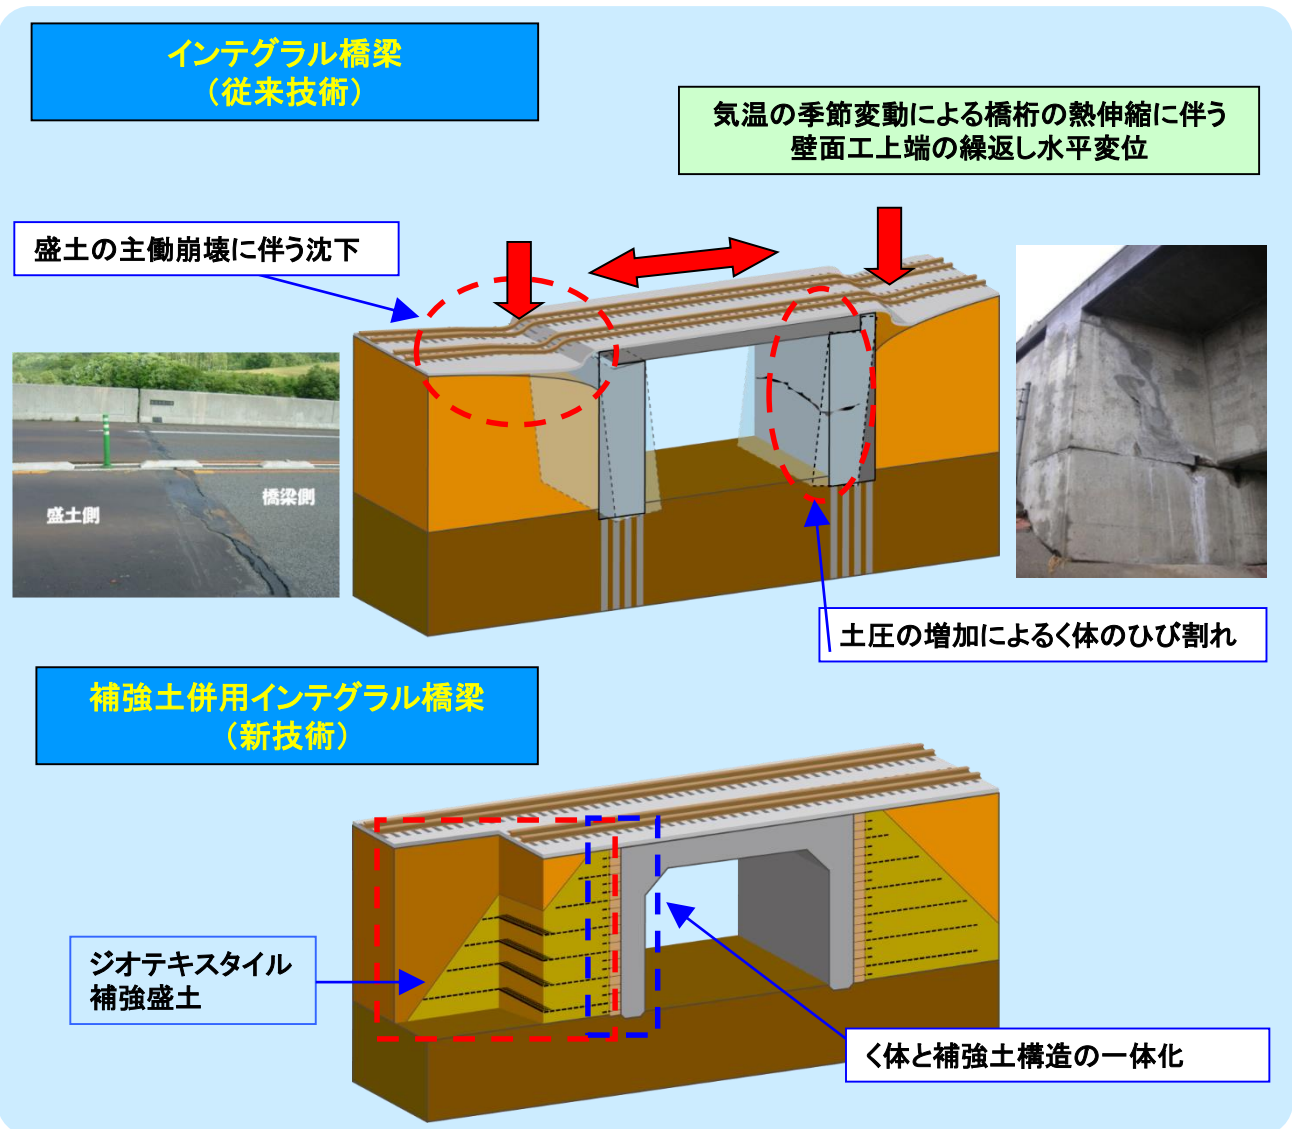 インテグラル橋梁
（従来技術）
気温の季節変動による橋桁の熱伸縮に伴う
壁面工上端の繰返し水平変位
盛土の主働崩壊に伴う沈下
盛土側
橋梁側
土圧の増加によるく体のひび割れ
補強土併用インテグラル橋梁
（新技術）
ジオテキスタイル
補強盛土
く体と補強土構造の一体化